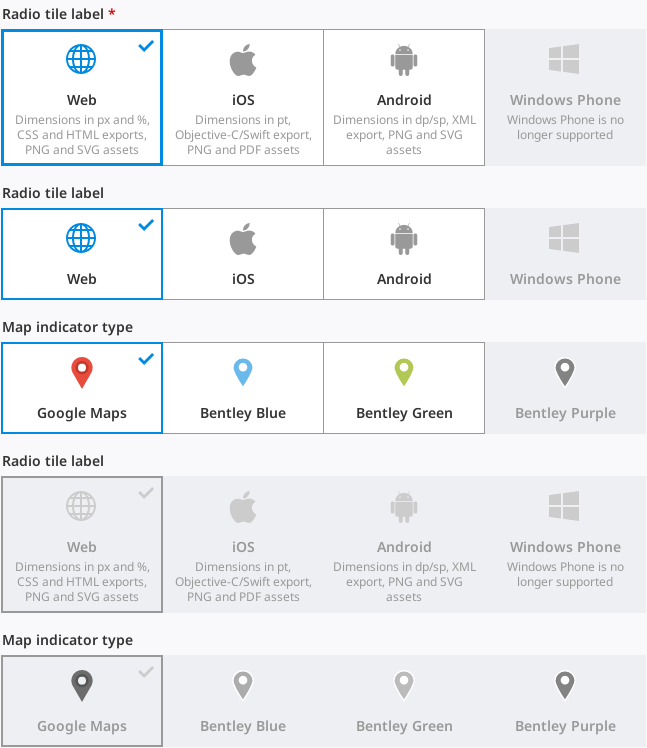 Radio tile label *
Web
Dimensions in px and %,
CSS and HTML exports,
PNG and SVG assets
iOS
Dimensions in pt,
Objective-C/Swift export,
PNG and PDF assets
Android
Dimensions in dp/sp, XML
export, PNG and SVG
assets
Windows Phone
Windows Phone is no
longer supported
Radio tile label
Web
iOS
Android
Windows Phone
Map indicator type
Google Maps
Bentley Blue
Bentley Green
Bentley Purple
Radio tile label
Web
Dimensions in px and %,
CSS and HTML exports,
PNG and SVG assets
iOS
Dimensions in pt,
Objective-C/Swift export,
PNG and PDF assets
Android
Dimensions in dp/sp, XML
export, PNG and SVG
assets
Windows Phone
Windows Phone is no
longer supported
Map indicator type
Google Maps
Bentley Blue
Bentley Green
Bentley Purple